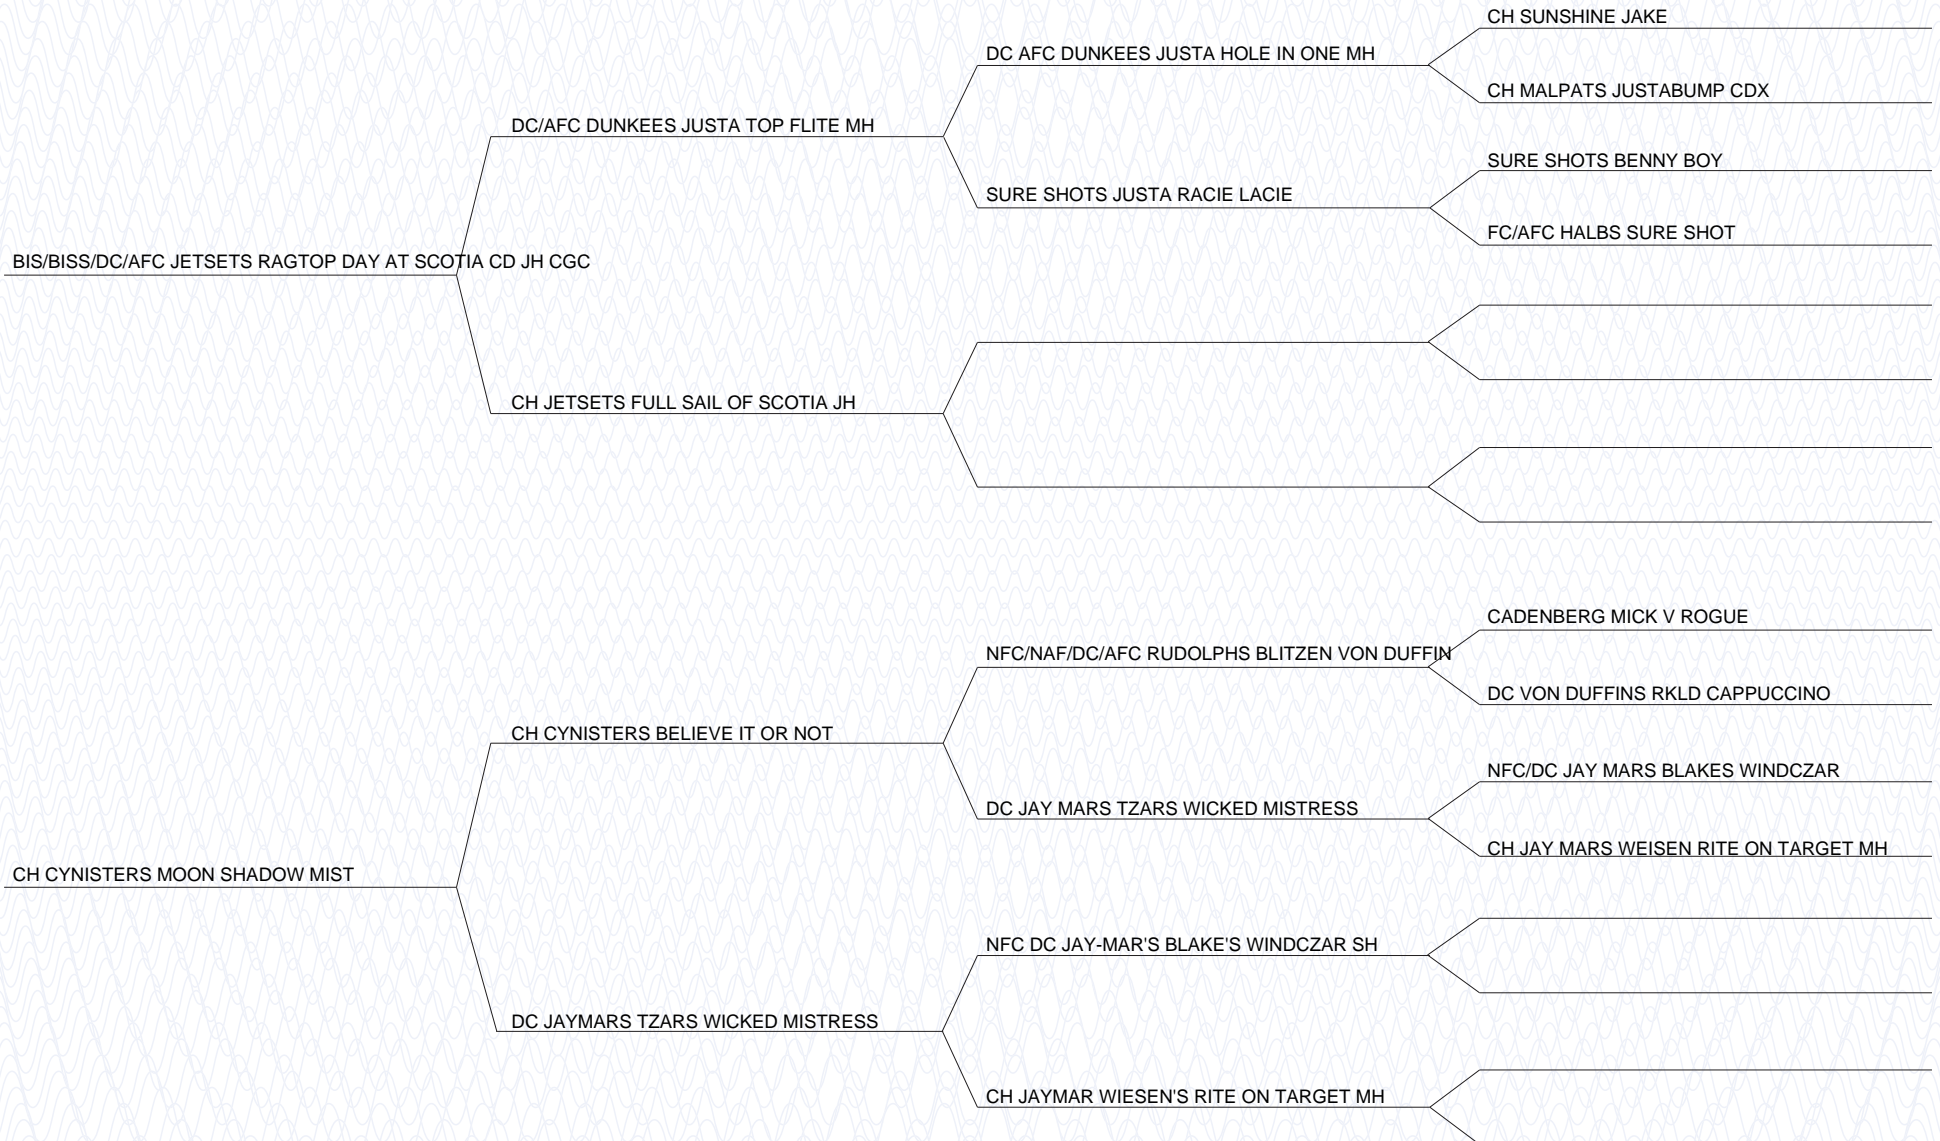 CH SUNSHINE JAKE
DC AFC DUNKEES JUSTA HOLE IN ONE MH
CH MALPATS JUSTABUMP CDX
DC/AFC DUNKEES JUSTA TOP FLITE MH
SURE SHOTS BENNY BOY
SURE SHOTS JUSTA RACIE LACIE
FC/AFC HALBS SURE SHOT
BIS/BISS/DC/AFC JETSETS RAGTOP DAY AT SCOTIA CD JH CGC
CH JETSETS FULL SAIL OF SCOTIA JH
CADENBERG MICK V ROGUE
NFC/NAF/DC/AFC RUDOLPHS BLITZEN VON DUFFIN
DC VON DUFFINS RKLD CAPPUCCINO
CH CYNISTERS BELIEVE IT OR NOT
NFC/DC JAY MARS BLAKES WINDCZAR
DC JAY MARS TZARS WICKED MISTRESS
CH JAY MARS WEISEN RITE ON TARGET MH
CH CYNISTERS MOON SHADOW MIST
NFC DC JAY-MAR'S BLAKE'S WINDCZAR SH
DC JAYMARS TZARS WICKED MISTRESS
CH JAYMAR WIESEN'S RITE ON TARGET MH